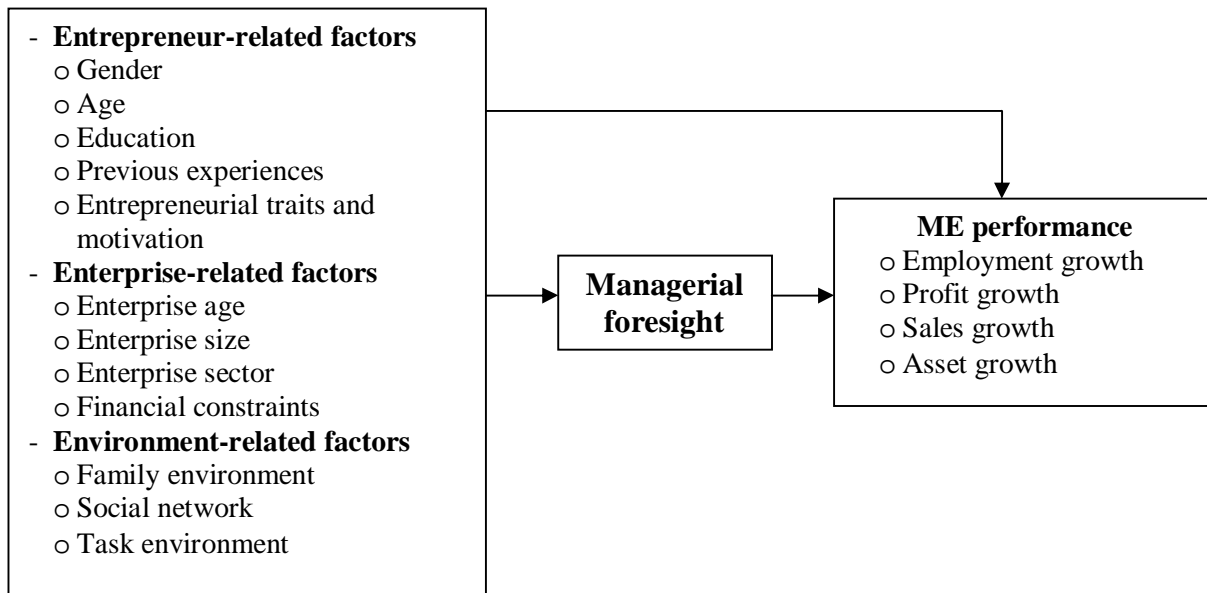 - Entrepreneur-related factors
o Gender
o Age
o Education
o Previous experiences
o Entrepreneurial traits and
motivation
- Enterprise-related factors
o Enterprise age
o Enterprise size
o Enterprise sector
o Financial constraints
- Environment-related factors
o Family environment
o Social network
o Task environment
Managerial
foresight
ME performance
o Employment growth
o Profit growth
o Sales growth
o Asset growth